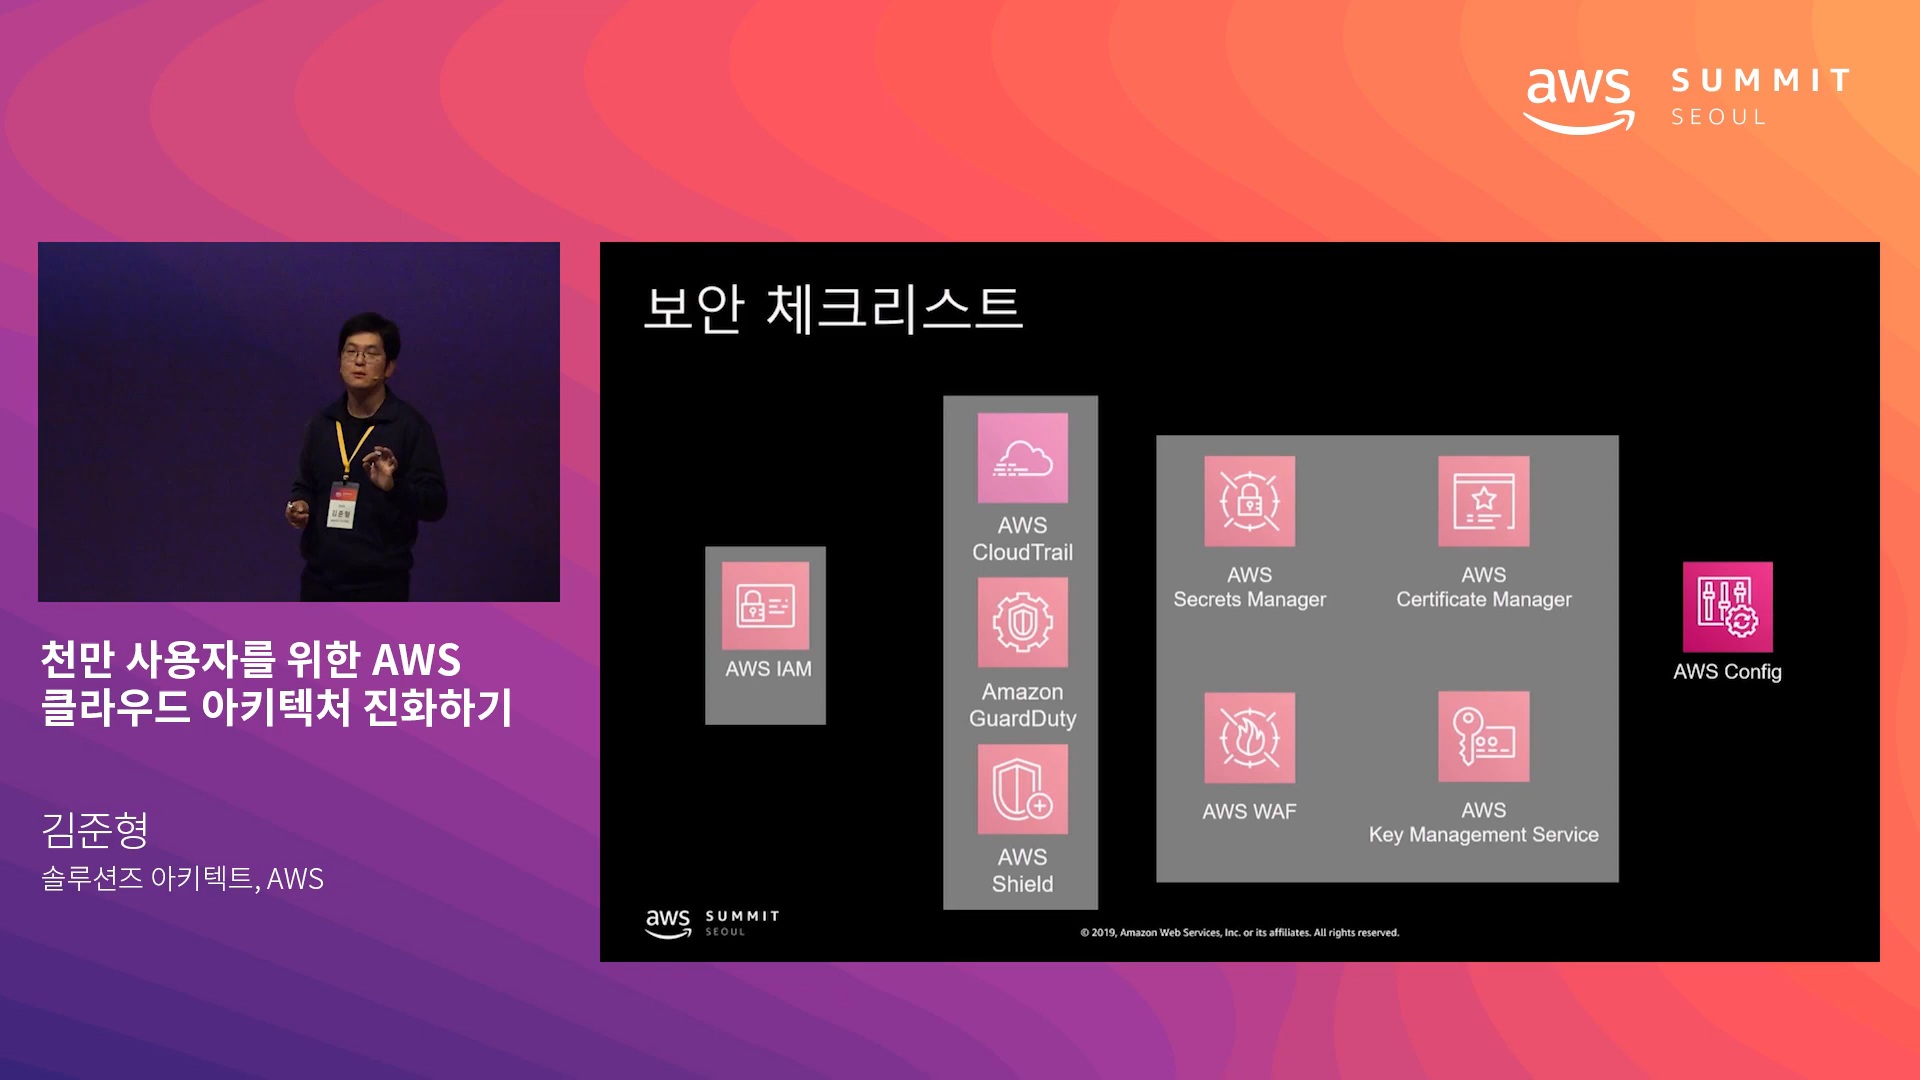 aws SUMMIT
SEOUL
김준형
천만 사용자를 위한 AWS
클라우드 아키텍처 진화하기
김준형
솔루션즈 아키텍트, AWS
보안 체크리스트
AWS IAM
AWS
CloudTrail
Amazon
GuardDuty
AWS
Shield
AWS
Secrets Manager
AWS
Certificate Manager
AWS WAF
AWS
Key Management Service
AWS Config
aws SUMMIT
SEOUL
© 2019, Amazon Web Services, Inc. or its affiliates. All rights reserved.